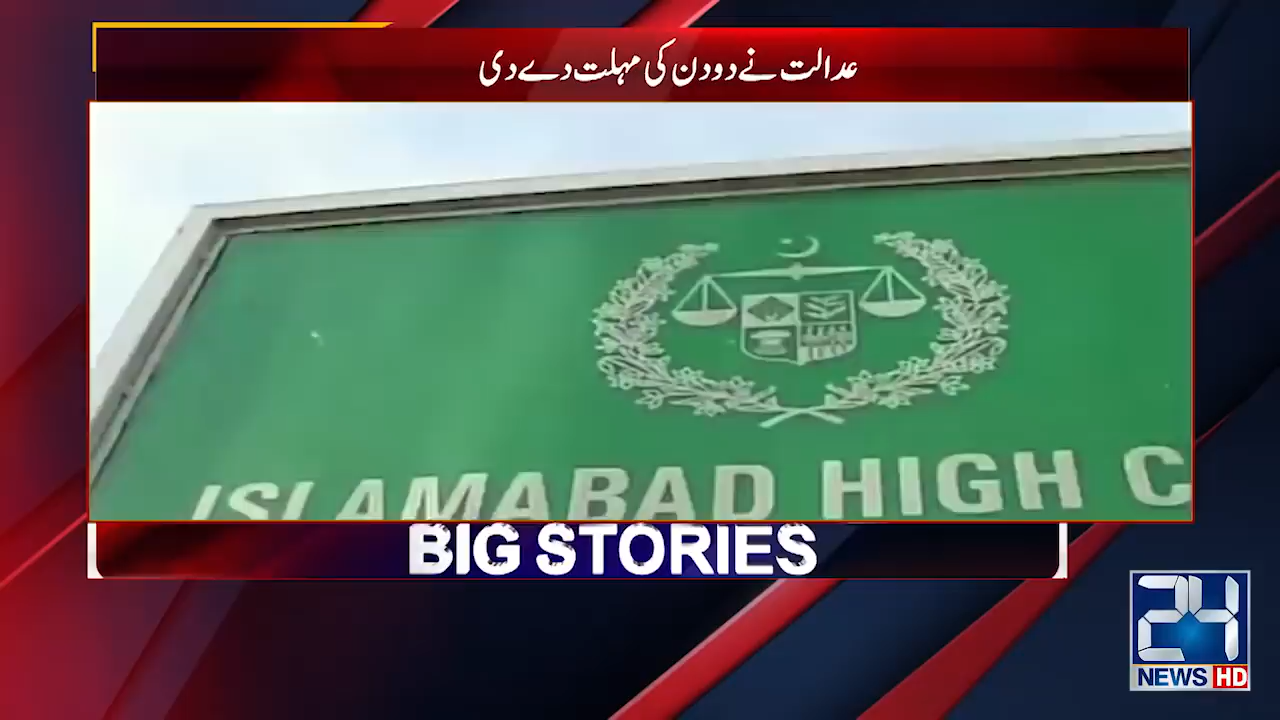 عدالت نے دو دن کی مہلت دے دی
ISLAMABAD HIGH C
BIG STORIES
24
NEWS HD